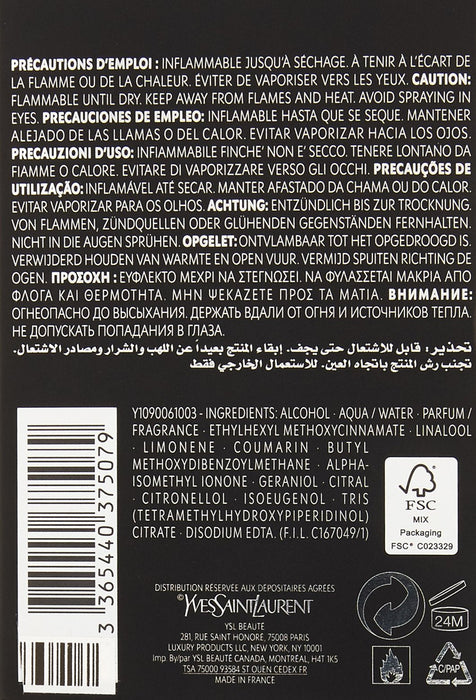 PRÉCAUTIONS D'EMPLOI : INFLAMMABLE JUSQU'À SÉCHAGE. À TENIR À L'ÉCART DE
LA FLAMME OU DE LA CHALEUR. ÉVITER DE VAPORISER VERS LES YEUX. CAUTION:
FLAMMABLE UNTIL DRY. KEEP AWAY FROM FLAMES AND HEAT. AVOID SPRAYING IN
EYES. PRECAUCIONES DE EMPLEO: INFLAMABLE HASTA QUE SE SEQUE. MANTENER
ALEJADO DE LAS LLAMAS O DEL CALOR. EVITAR VAPORIZAR HACIA LOS OJOS.
PRECAUZIONI D'USO: INFIAMMABILE FINCHE' NON E' SECCO. TENERE LONTANO DA
FIAMME O CALORE. EVITARE DI VAPORIZZARE VERSO GLI OCCHI. PRECAUÇÕES DE
UTILIZAÇÃO: INFLAMÁVEL ATÉ SECAR. MANTER AFASTADO DA CHAMA OU DO CALOR.
EVITAR VAPORIZAR PARA OS OLHOS. ACHTUNG: ENTZÜNDLICH BIS ZUR TROCKNUNG.
VON FLAMMEN, ZÜNDQUELLEN ODER GLÜHENDEN GEGENSTÄNDEN FERNHALTEN.
NICHT IN DIE AUGEN SPRÜHEN. OPGELET: ONTVLAMBAAR TOT HET OPGEDROOGD IS.
VERWIJDERD HOUDEN VAN WARMTE EN OPEN VUUR. VERMIJD SPUITEN RICHTING DE
OGEN. ΠΡΟΣΟΧΗ : ΕΥΦΛΕΚΤΟ ΜΕΧΡΙ ΝΑ ΣΤΕΓΝΩΣΕΙ. ΝΑ ΦΥΛΑΣΣΕΤΑΙ ΜΑΚΡΙΑ ΑΠΟ
ΦΛΟΓΑ ΚΑΙ ΘΕΡΜΟΤΗΤΑ. ΜΗΝ ΨΕΚΑΖΕΤΕ ΠΡΟΣ ΤΑ ΜΑΤΙΑ. ВНИМАНИЕ:
ОГНЕОПАСНО ДО ВЫСЫХАНИЯ. ДЕРЖАТЬ ВДАЛИ ОТ ОГНЯ И ИСТОЧНИКОВ ТЕПЛА.
НЕ ДОПУСКАТЬ ПОПАДАНИЯ В ГЛАЗА.
تحذير: قابل للاشتعال حتى يجف. إبقاء المنتج بعيداً عن اللهب والشرار ومصادر الاشتعال.
تجنب رش المنتج باتجاه العين. للاستعمال الخارجي فقط
Y1090061003 - INGREDIENTS: ALCOHOL · AQUA / WATER · PARFUM /
FRAGRANCE · ETHYLHEXYL METHOXYCINNAMATE · LINALOOL
· LIMONENE · COUMARIN · BUTYL
METHOXYDIBENZOYLMETHANE · ALPHA-
ISOMETHYL IONONE · GERANIOL · CITRAL
· CITRONELLOL · ISOEUGENOL · TRIS
(TETRAMETHYLHYDROXYPIPERIDINOL)
CITRATE · DISODIUM EDTA. (F.I.L. C167049/1)
3 365440 375079
FSC
MIX
Packaging
FSC® C023329
DISTRIBUTION RÉSERVÉE AUX DÉPOSITAIRES AGRÉÉS
©YVESSAINTLAURENT
YSL BEAUTÉ
281, RUE SAINT HONORÉ, 75008 PARIS
LUXURY PRODUCTS LLC, NEW YORK, NY 10001
Imp. By/par YSL BEAUTÉ CANADA, MONTREAL, H4T 1K5
TSA 75000 93584 ST OUEN CEDEX FR
MADE IN FRANCE
24M
C/PAP